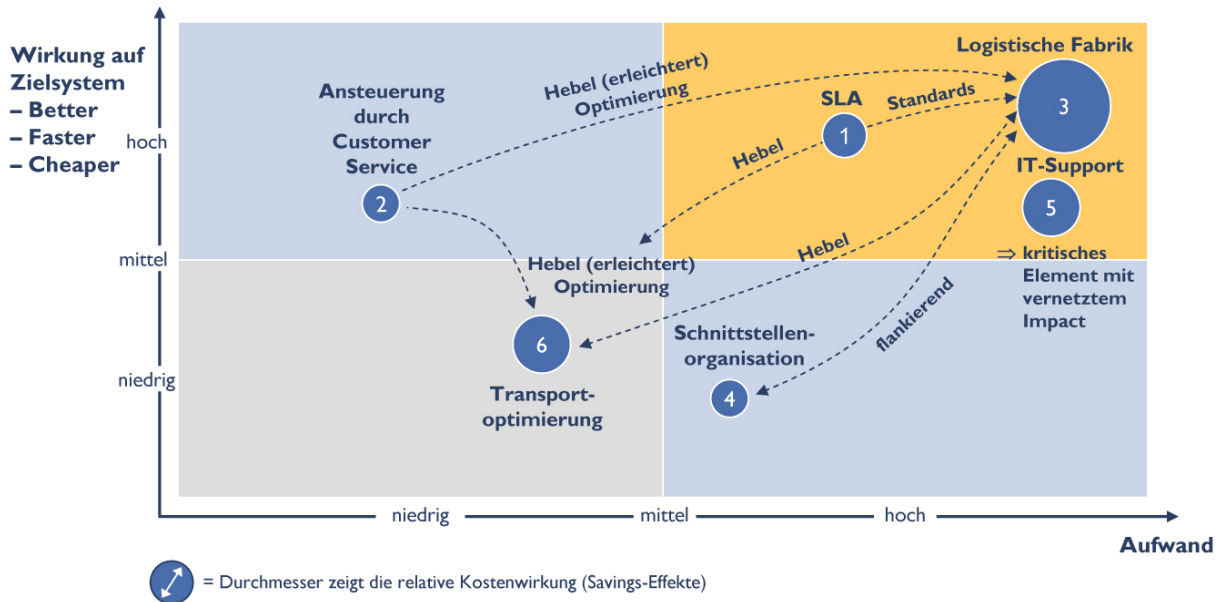 Wirkung auf
Zielsystem
– Better
– Faster
– Cheaper
hoch
mittel
niedrig
Ansteuerung
durch
Customer
Service
2
Hebel (erleichtert)
Optimierung
Logistische Fabrik
3
SLA
1
Standards
Hebel
IT-Support
5
⇒ kritisches
Element mit
vernetztem
Impact
Hebel
Hebel (erleichtert)
Optimierung
6
Transport-
optimierung
Schnittstellen-
organisation
4
flankierend
niedrig
mittel
hoch
Aufwand
= Durchmesser zeigt die relative Kostenwirkung (Savings-Effekte)